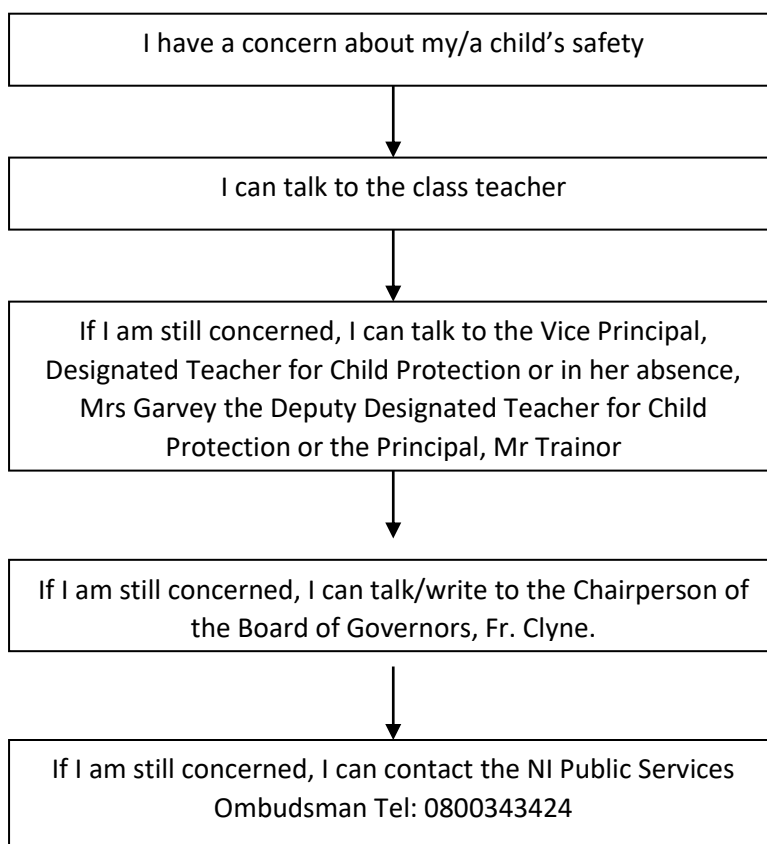 I have a concern about my/a child’s safety
I can talk to the class teacher
If I am still concerned, I can talk to the Vice Principal,
Designated Teacher for Child Protection or in her absence,
Mrs Garvey the Deputy Designated Teacher for Child
Protection or the Principal, Mr Trainor
If I am still concerned, I can talk/write to the Chairperson of
the Board of Governors, Fr. Clyne.
If I am still concerned, I can contact the NI Public Services
Ombudsman Tel: 0800343424